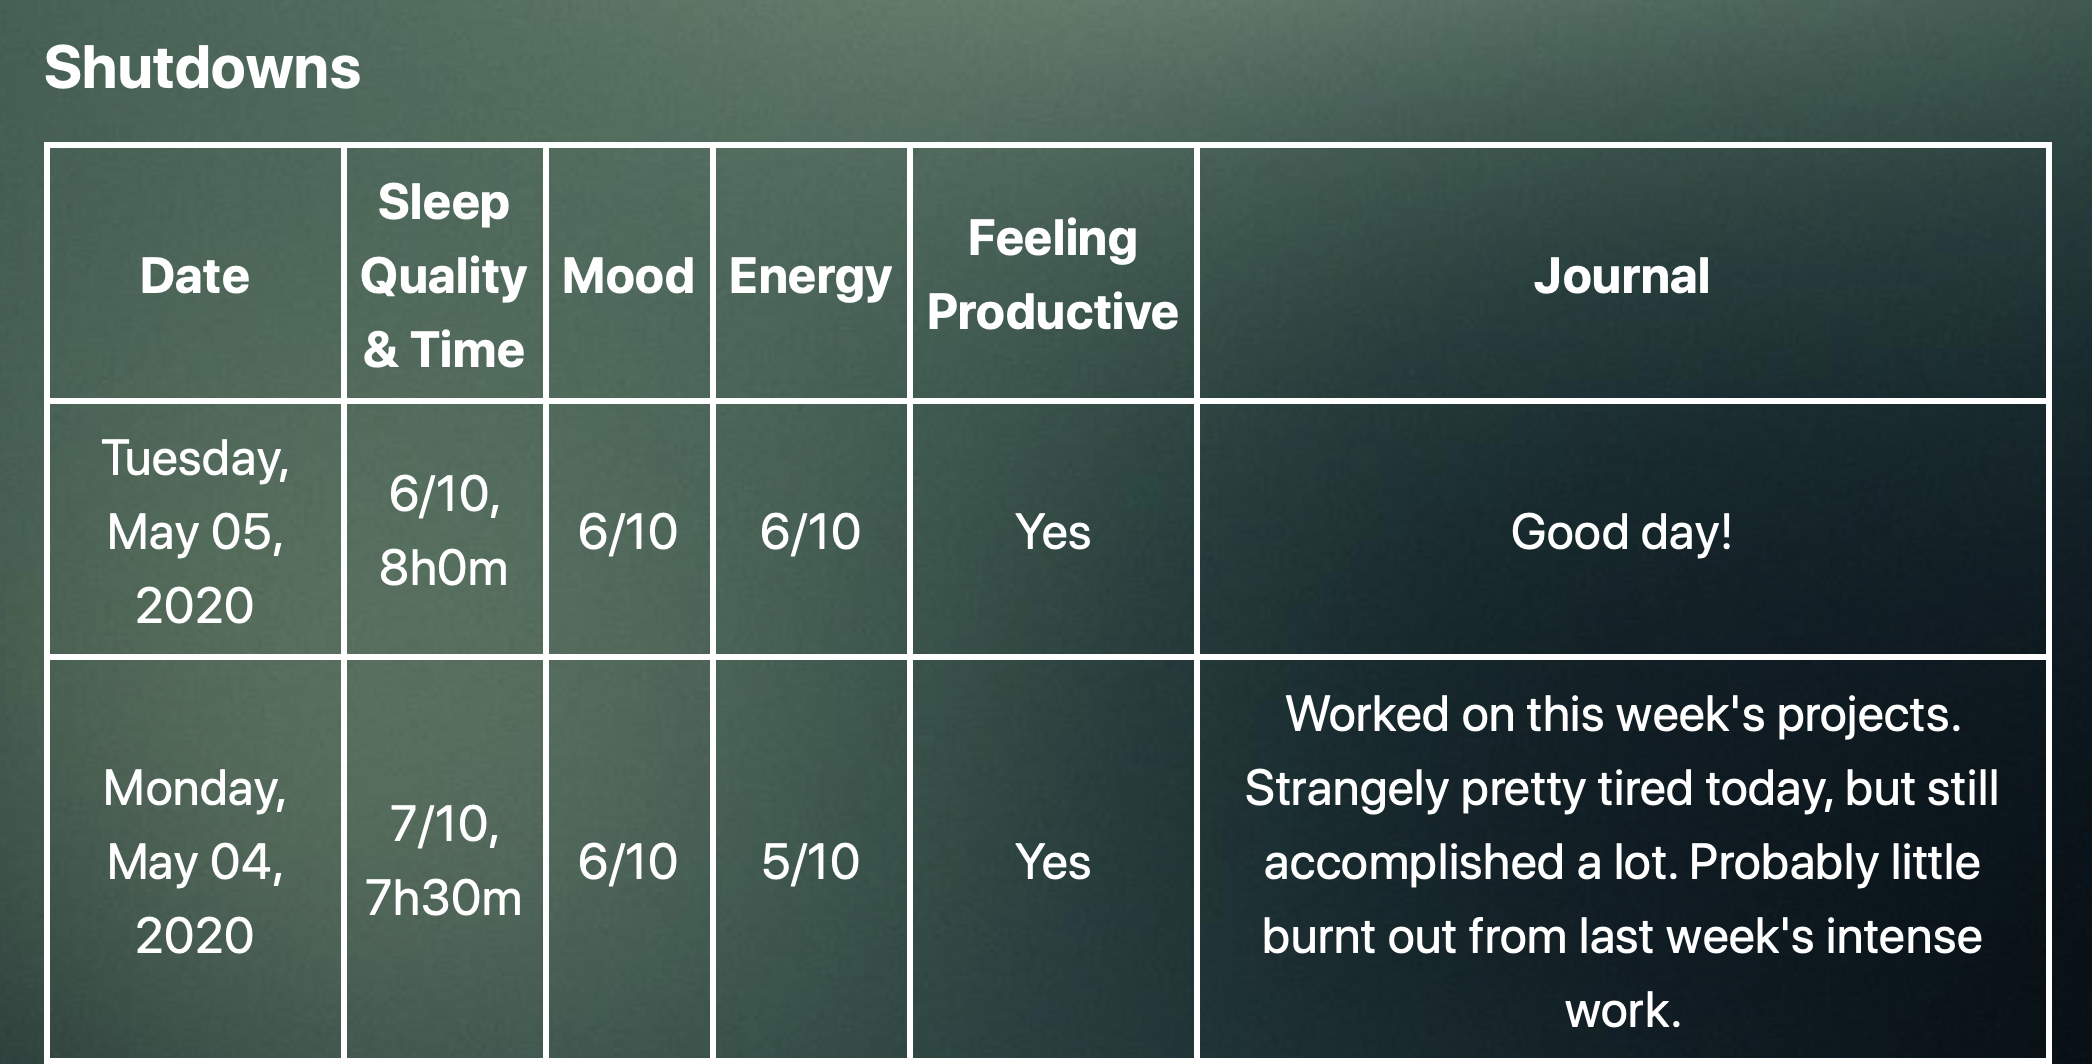 Shutdowns
Date
Sleep
Quality
& Time
Mood
Energy
Feeling
Productive
Journal
Tuesday,
May 05,
2020
6/10,
8h0m
6/10
6/10
Yes
Good day!
Monday,
May 04,
2020
7/10,
7h30m
6/10
5/10
Yes
Worked on this week's projects.
Strangely pretty tired today, but still
accomplished a lot. Probably little
burnt out from last week's intense
work.